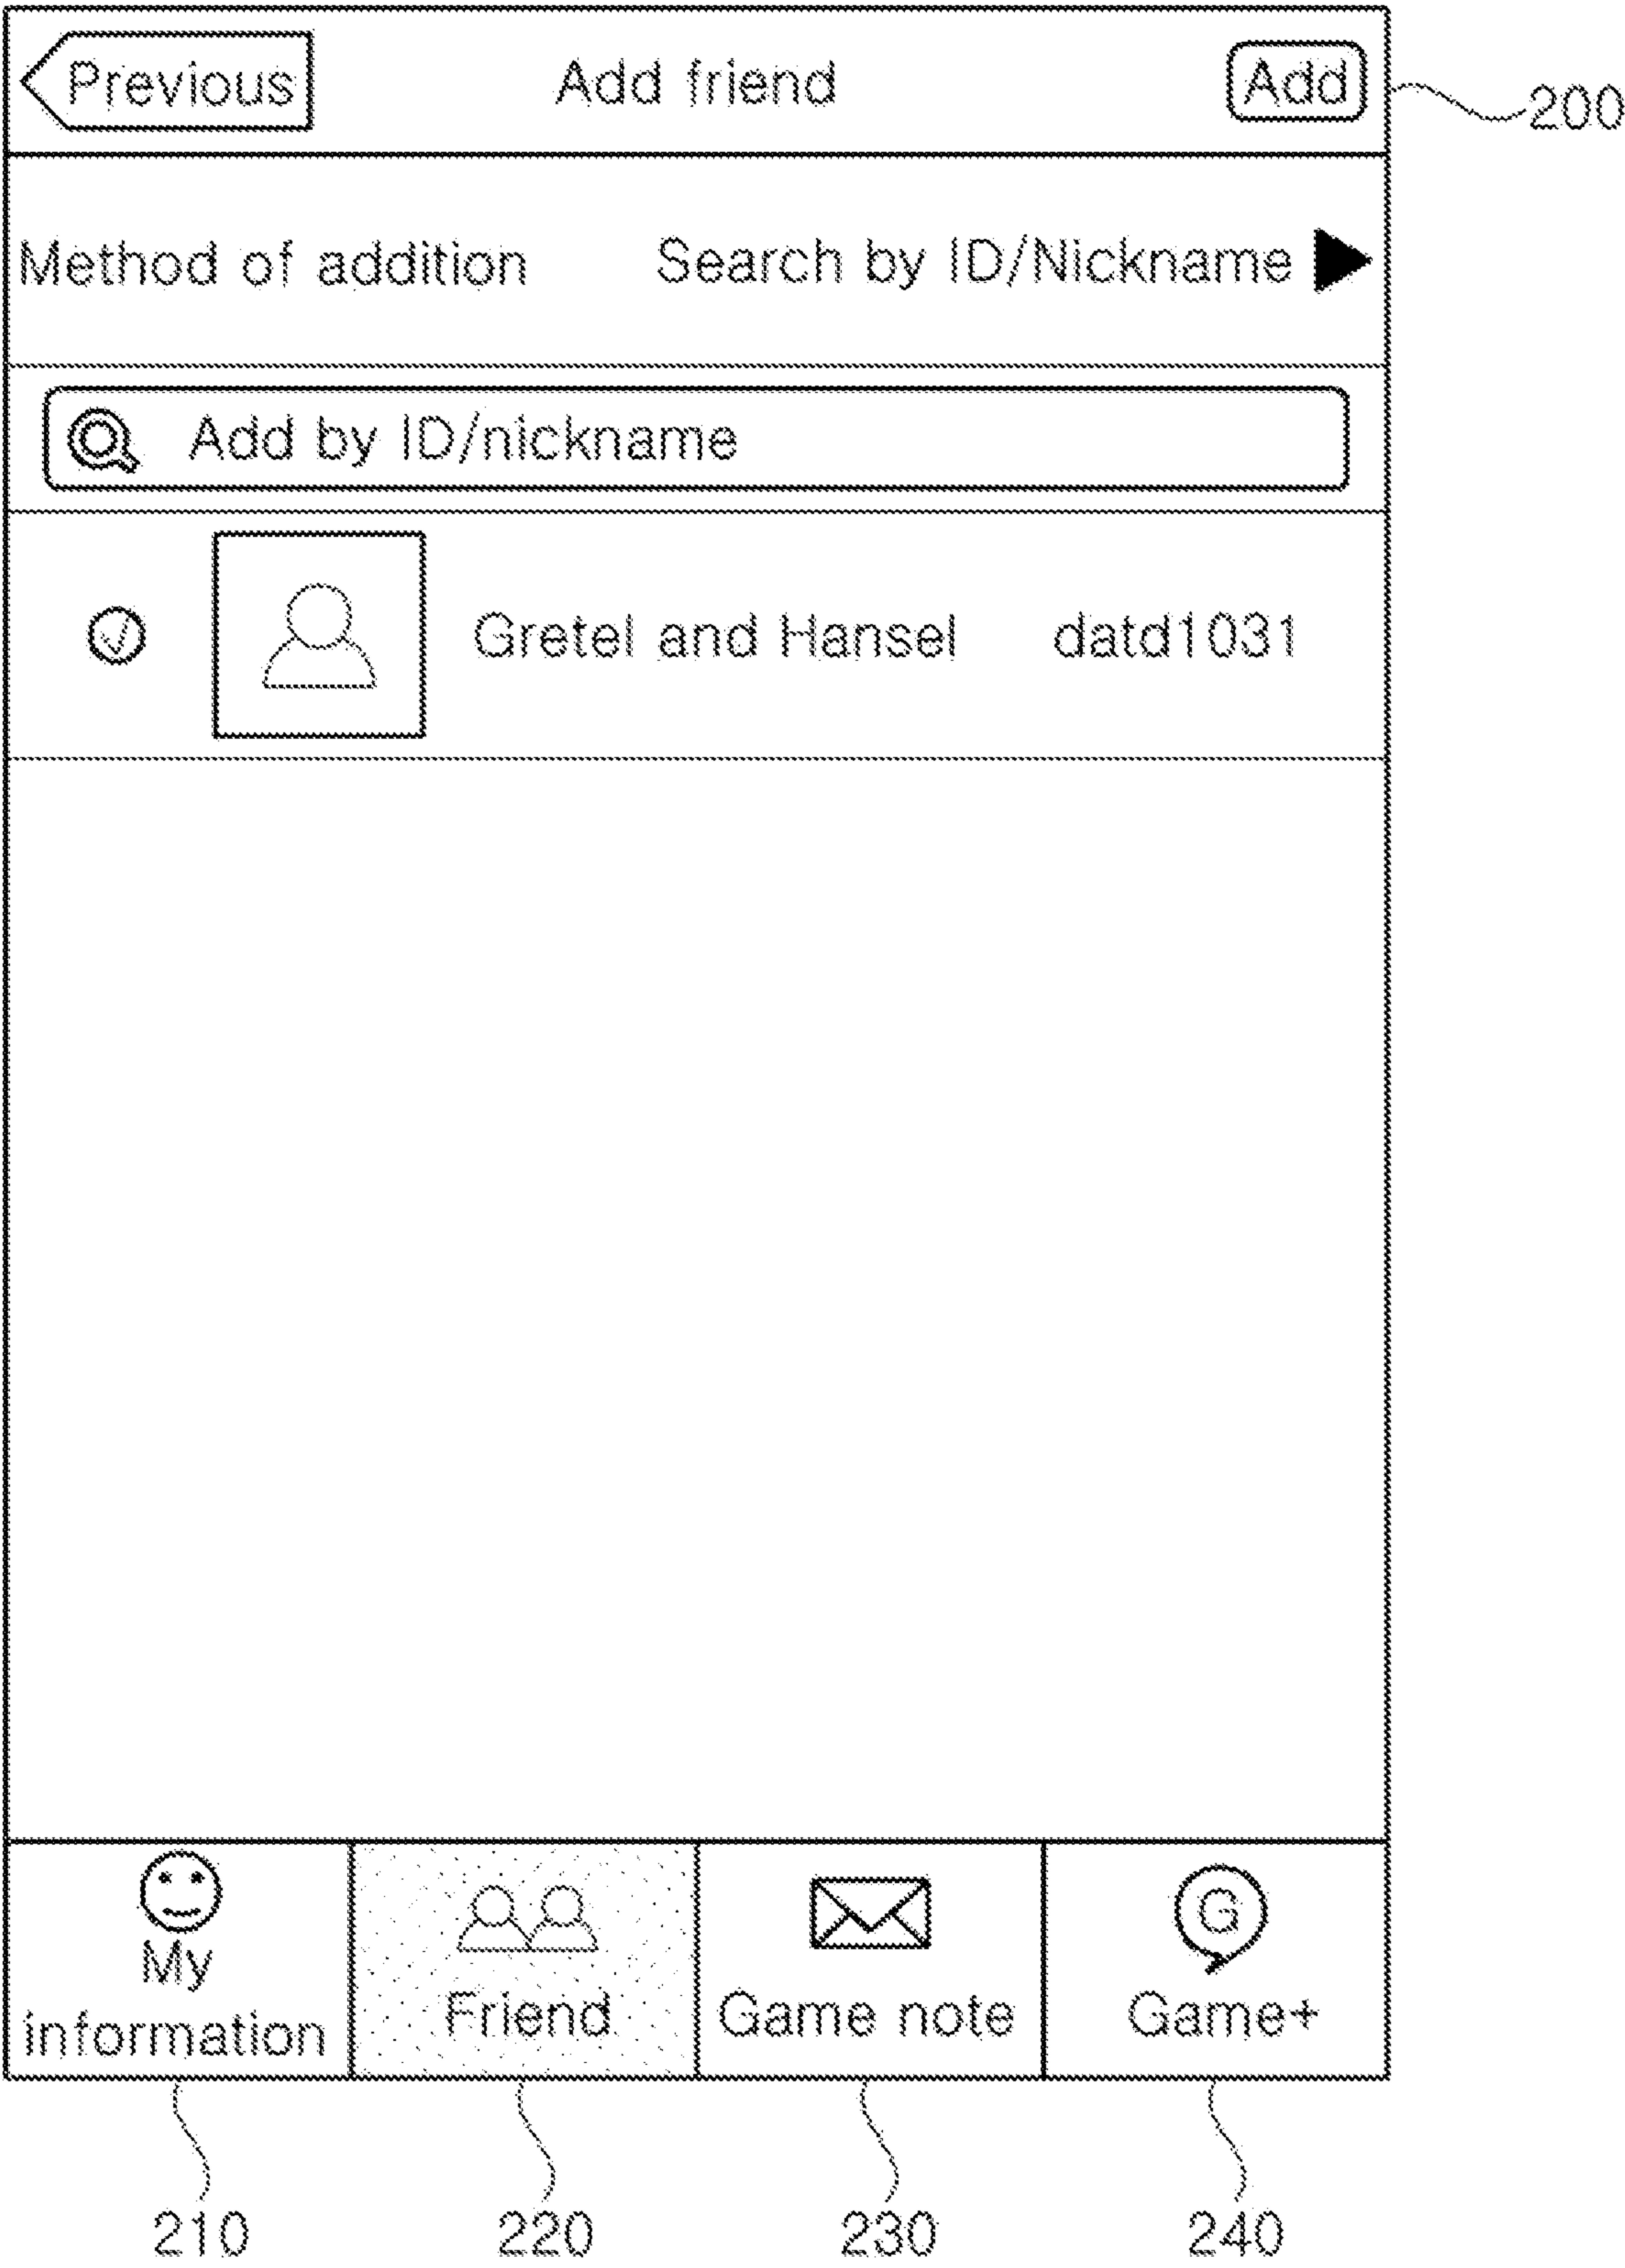 Previous Add friend Add
200
Method of addition Search by ID/Nickname
Add by ID/nickname
Gretel and Hansel datd1031
My
information
Friend
Game note
G
Game+
210 220 230 240